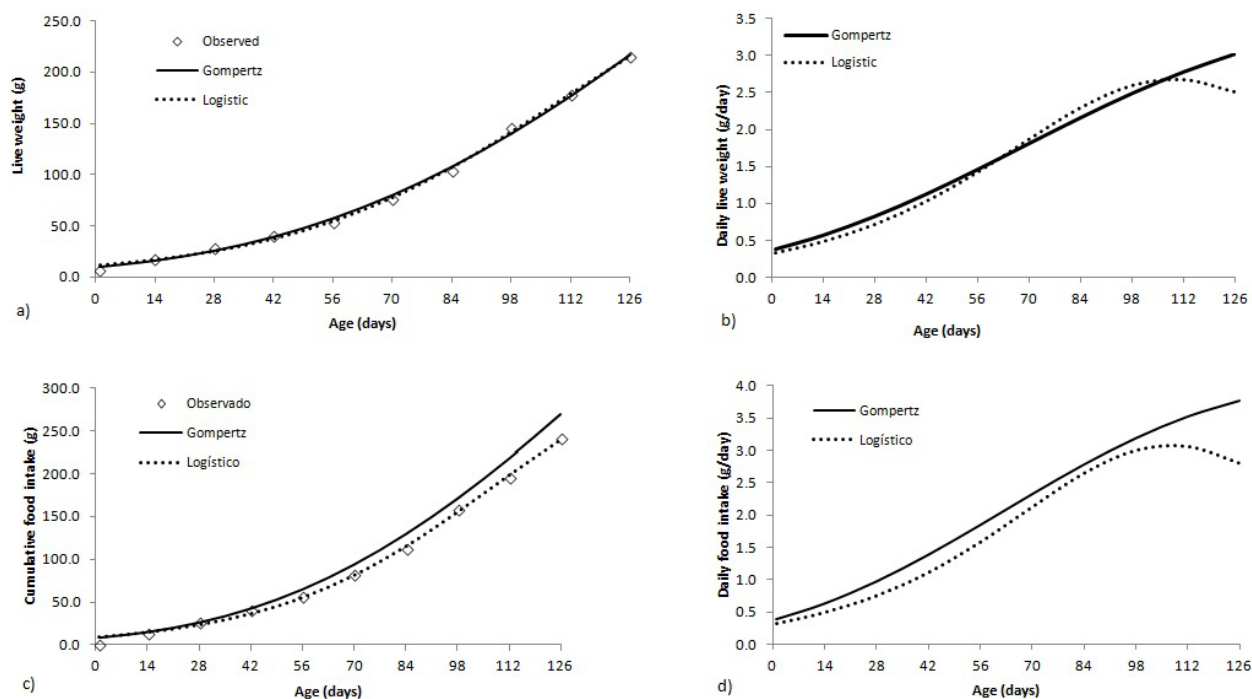 250.0
200.0
150.0
100.0
50.0
0.0
Live weight (g)
Observed
Gompertz
Logistic
0 14 28 42 56 70 84 98 112 126
Age (days)
a)
3.5
3.0
2.5
2.0
1.5
1.0
0.5
0.0
Daily live weight (g/day)
Gompertz
Logistic
0 14 28 42 56 70 84 98 112 126
Age (days)
b)
300.0
250.0
200.0
150.0
100.0
50.0
0.0
Cumulative food intake (g)
Observado
Gompertz
Logístico
0 14 28 42 56 70 84 98 112 126
Age (days)
c)
4.0
3.5
3.0
2.5
2.0
1.5
1.0
0.5
0.0
Daily food intake (g/day)
Gompertz
Logístico
0 14 28 42 56 70 84 98 112 126
Age (days)
d)